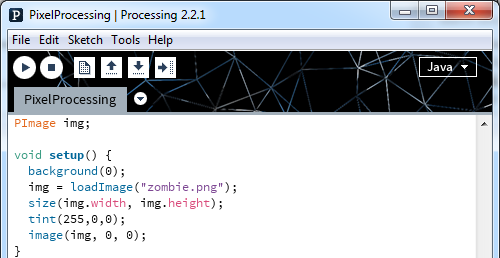 P PixelProcessing | Processing 2.2.1
File Edit Sketch Tools Help
Java
PixelProcessing
PImage img;
void setup() {
  background(0);
  img = loadImage("zombie.png");
  size(img.width, img.height);
  tint(255,0,0);
  image(img, 0, 0);
}